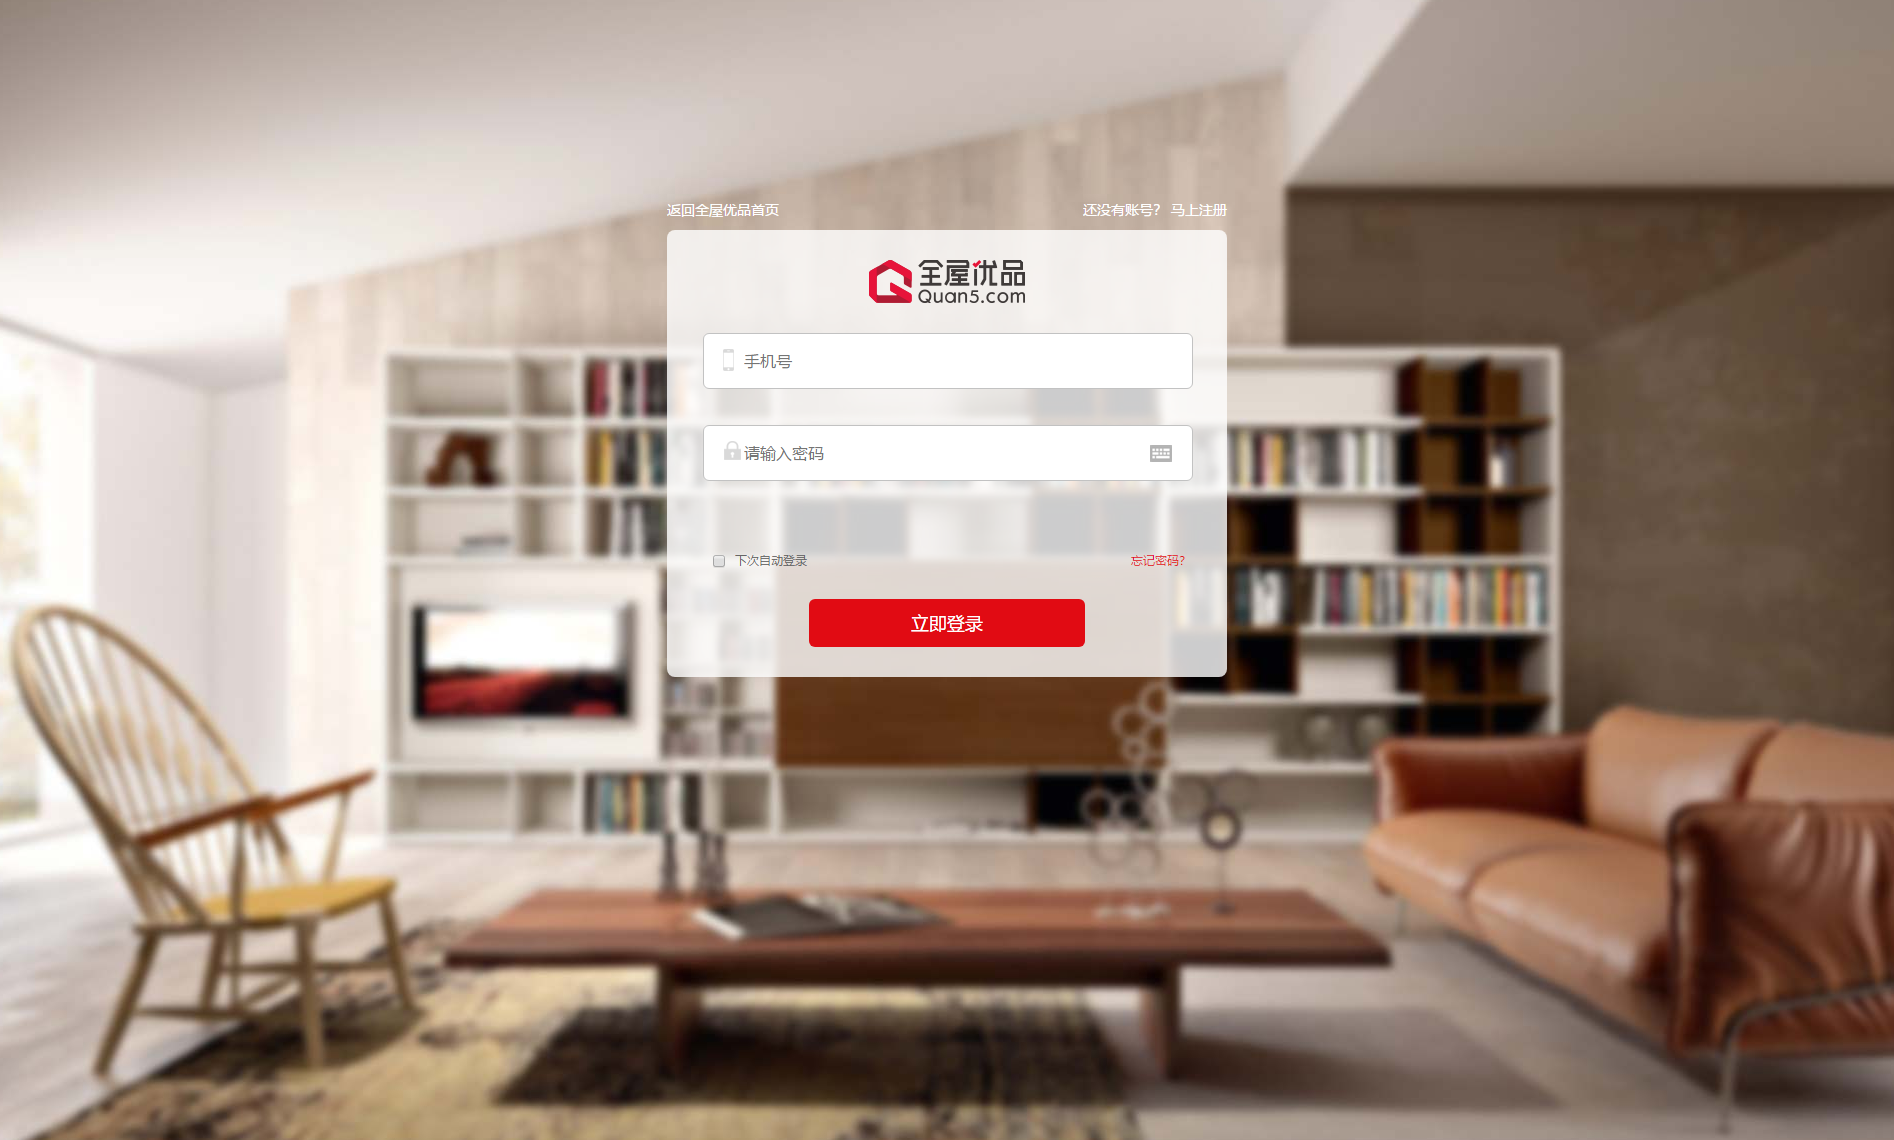 返回全屋优品首页
还没有账号？ 马上注册
全屋优品
Quan5.com
手机号
请输入密码
下次自动登录
忘记密码?
立即登录